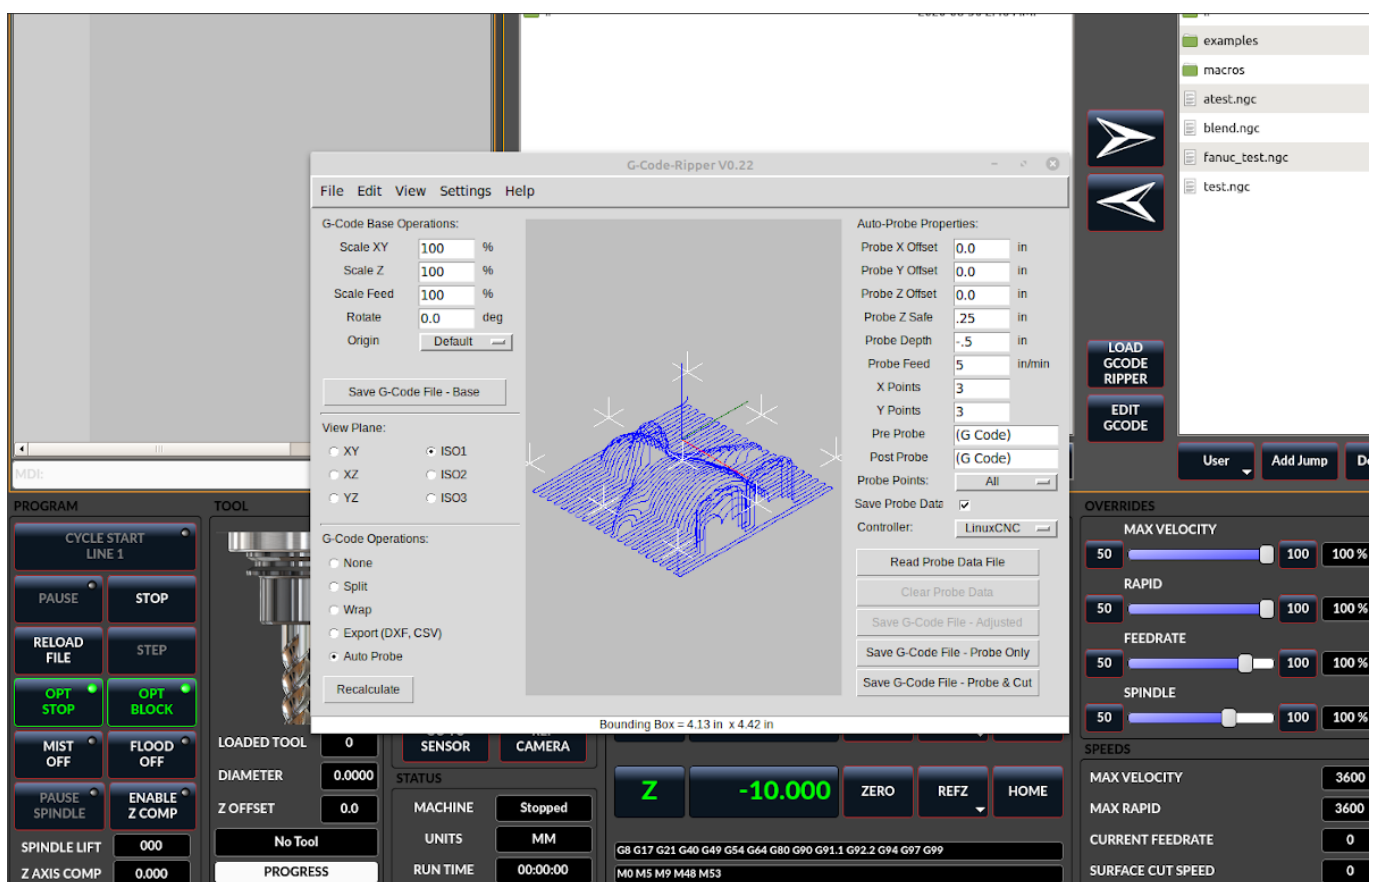 examples
macros
atest.ngc
blend.ngc
fanuc_test.ngc
test.ngc
G-Code-Ripper V0.22
File Edit View Settings Help
G-Code Base Operations:
Scale XY 100 %
Scale Z 100 %
Scale Feed 100 %
Rotate 0.0 deg
Origin Default
Save G-Code File - Base
View Plane:
XY ISO1
XZ ISO2
YZ ISO3
G-Code Operations:
None
Split
Wrap
Export (DXF, CSV)
Auto Probe
Recalculate
Auto-Probe Properties:
Probe X Offset 0.0 in
Probe Y Offset 0.0 in
Probe Z Offset 0.0 in
Probe Z Safe .25 in
Probe Depth -.5 in
Probe Feed 5 in/min
X Points 3
Y Points 3
Pre Probe (G Code)
Post Probe (G Code)
Probe Points: All
Save Probe Data
Controller: LinuxCNC
Read Probe Data File
Clear Probe Data
Save G-Code File - Adjusted
Save G-Code File - Probe Only
Save G-Code File - Probe & Cut
Bounding Box = 4.13 in x 4.42 in
LOAD
GCODE
RIPPER
EDIT
GCODE
User Add Jump
MDI:
PROGRAM
CYCLE START
LINE 1
PAUSE STOP
RELOAD
FILE
STEP
OPT
STOP
OPT
BLOCK
MIST
OFF
FLOOD
OFF
PAUSE
SPINDLE
ENABLE
Z COMP
SPINDLE LIFT 000
Z AXIS COMP 0.000
TOOL
LOADED TOOL 0
DIAMETER 0.0000
Z OFFSET 0.0
No Tool
PROGRESS
SENSOR
CAMERA
STATUS
MACHINE Stopped
UNITS MM
RUN TIME 00:00:00
Z -10.000 ZERO REFZ HOME
G8 G17 G21 G40 G49 G54 G64 G80 G90 G91.1 G92.2 G94 G97 G99
M0 M5 M9 M48 M53
OVERRIDES
MAX VELOCITY
50 100 100 %
RAPID
50 100 100 %
FEEDRATE
50 100 100 %
SPINDLE
50 100 100 %
SPEEDS
MAX VELOCITY 3600
MAX RAPID 3600
CURRENT FEEDRATE 0
SURFACE CUT SPEED 0